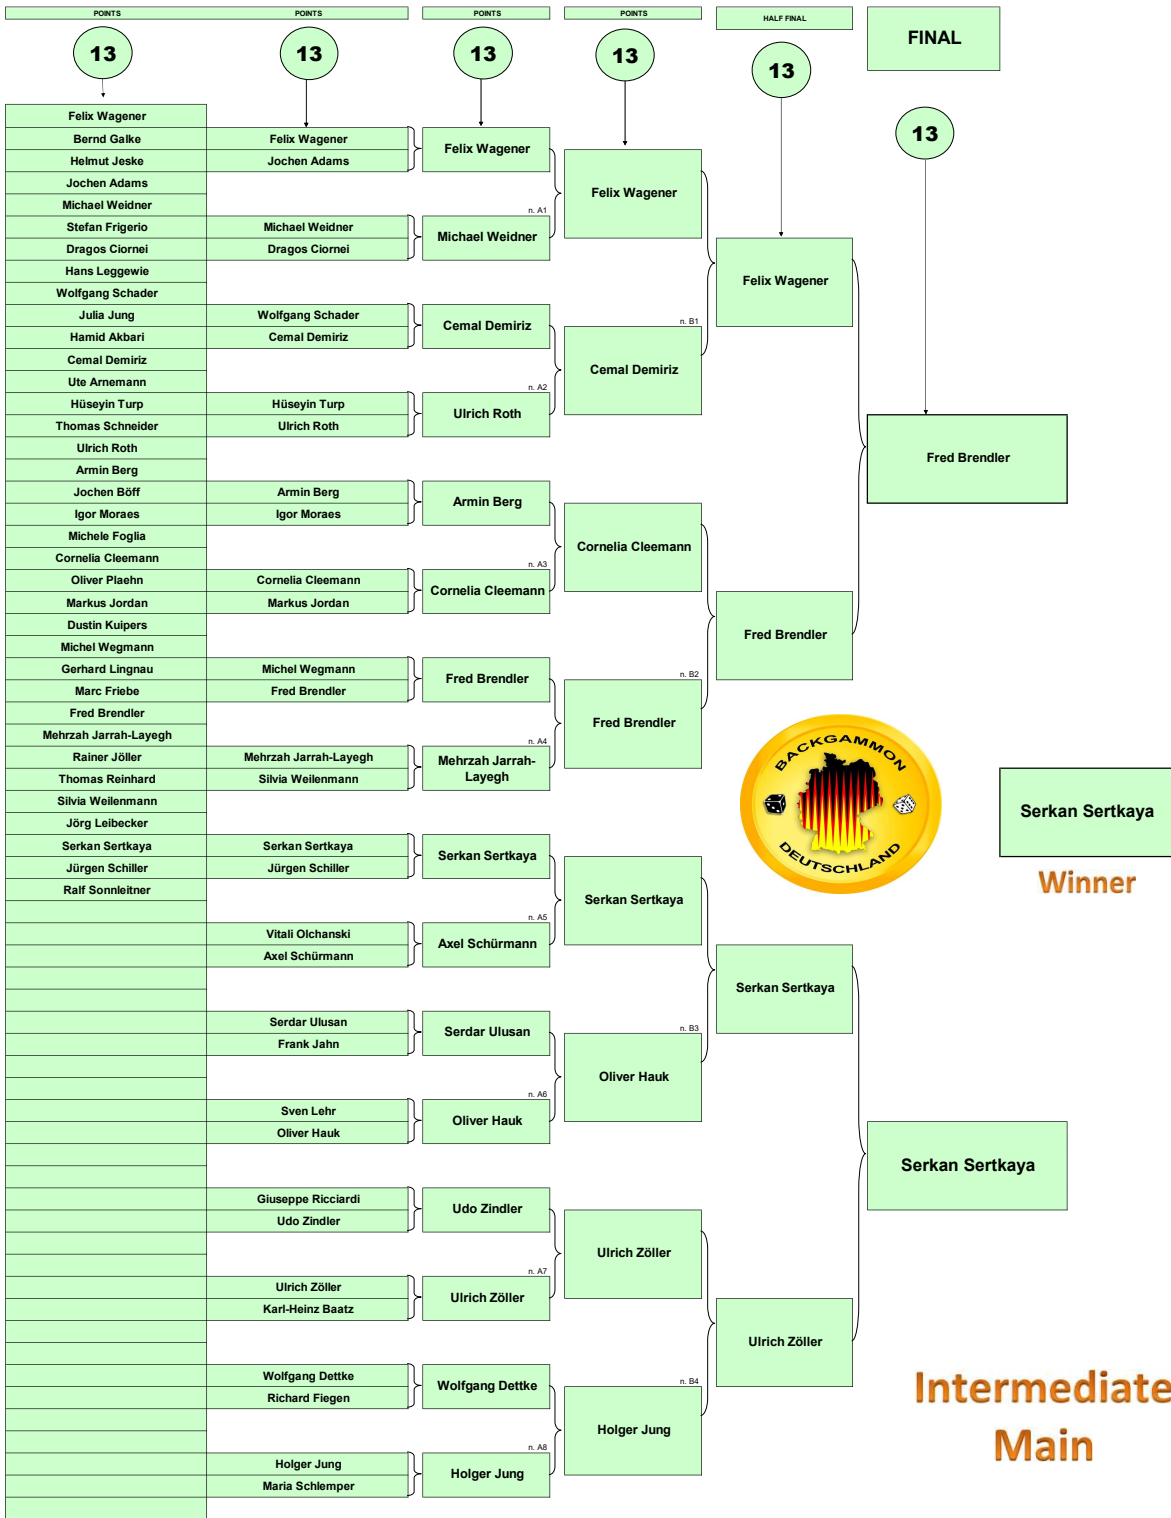 POINTS
POINTS
POINTS
POINTS
HALF FINAL
FINAL
13
13
13
13
13
13
Felix Wagener
Bernd Galke
Helmut Jeske
Jochen Adams
Michael Weidner
Stefan Frigerio
Dragos Ciornei
Hans Leggewie
Wolfgang Schader
Julia Jung
Hamid Akbari
Cemal Demiriz
Ute Arnemann
Hüseyin Turp
Thomas Schneider
Ulrich Roth
Armin Berg
Jochen Böff
Igor Moraes
Michele Foglia
Cornelia Cleemann
Oliver Plaehn
Markus Jordan
Dustin Kuipers
Michel Wegmann
Gerhard Lingnau
Marc Friebe
Fred Brendler
Mehrzah Jarrah-Layegh
Rainer Jöller
Thomas Reinhard
Silvia Weilenmann
Jörg Leibecker
Serkan Sertkaya
Jürgen Schiller
Ralf Sonnleitner
Felix Wagener
Jochen Adams
Michael Weidner
Dragos Ciornei
Wolfgang Schader
Cemal Demiriz
Hüseyin Turp
Ulrich Roth
Armin Berg
Igor Moraes
Cornelia Cleemann
Markus Jordan
Michel Wegmann
Fred Brendler
Mehrzah Jarrah-Layegh
Silvia Weilenmann
Serkan Sertkaya
Jürgen Schiller
Vitali Olchanski
Axel Schürmann
Serdar Ulusan
Frank Jahn
Sven Lehr
Oliver Hauk
Giuseppe Ricciardi
Udo Zindler
Ulrich Zöller
Karl-Heinz Baatz
Wolfgang Dettke
Richard Fiegen
Holger Jung
Maria Schlemper
Felix Wagener
n. A1
Michael Weidner
Cemal Demiriz
n. A2
Ulrich Roth
Armin Berg
n. A3
Cornelia Cleemann
Fred Brendler
n. A4
Mehrzah Jarrah-
Layegh
Serkan Sertkaya
n. A5
Axel Schürmann
Serdar Ulusan
n. A6
Oliver Hauk
Udo Zindler
n. A7
Ulrich Zöller
Wolfgang Dettke
n. A8
Holger Jung
Felix Wagener
n. B1
Cemal Demiriz
Cornelia Cleemann
n. B2
Fred Brendler
Serkan Sertkaya
n. B3
Oliver Hauk
Ulrich Zöller
n. B4
Holger Jung
Felix Wagener
Fred Brendler
Serkan Sertkaya
Ulrich Zöller
Fred Brendler
Serkan Sertkaya
BACKGAMMON
DEUTSCHLAND
Serkan Sertkaya
Winner
Intermediate
Main